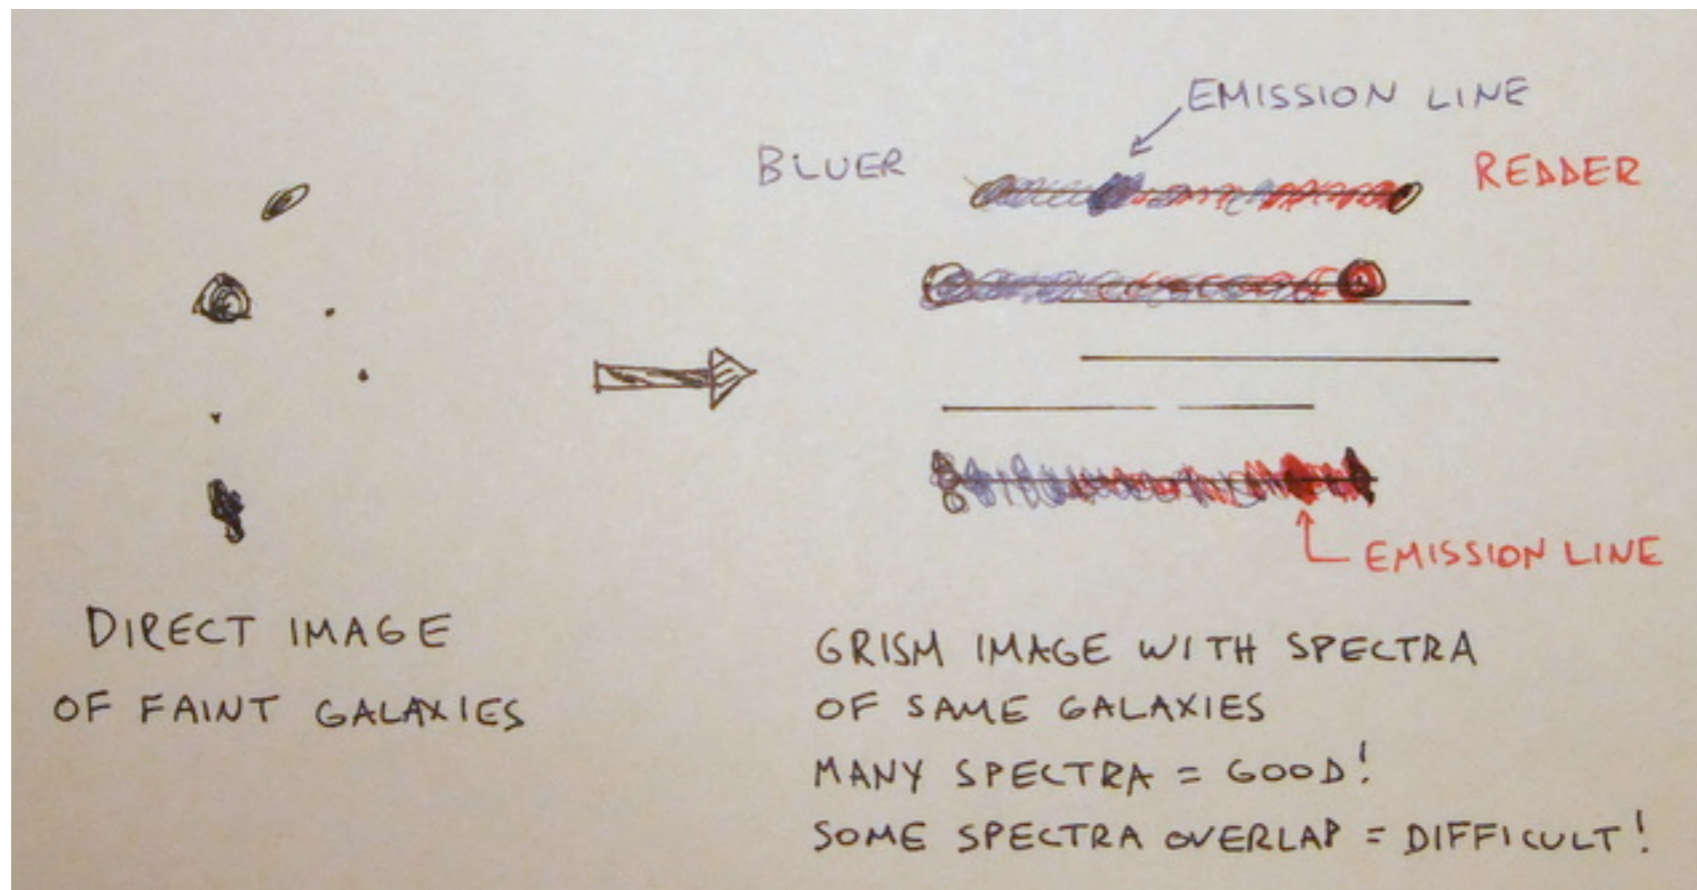 EMISSION LINE
BLUER
REDDER
EMISSION LINE
DIRECT IMAGE
OF FAINT GALAXIES
GRISM IMAGE WITH SPECTRA
OF SAME GALAXIES
MANY SPECTRA = GOOD!
SOME SPECTRA OVERLAP = DIFFICULT!